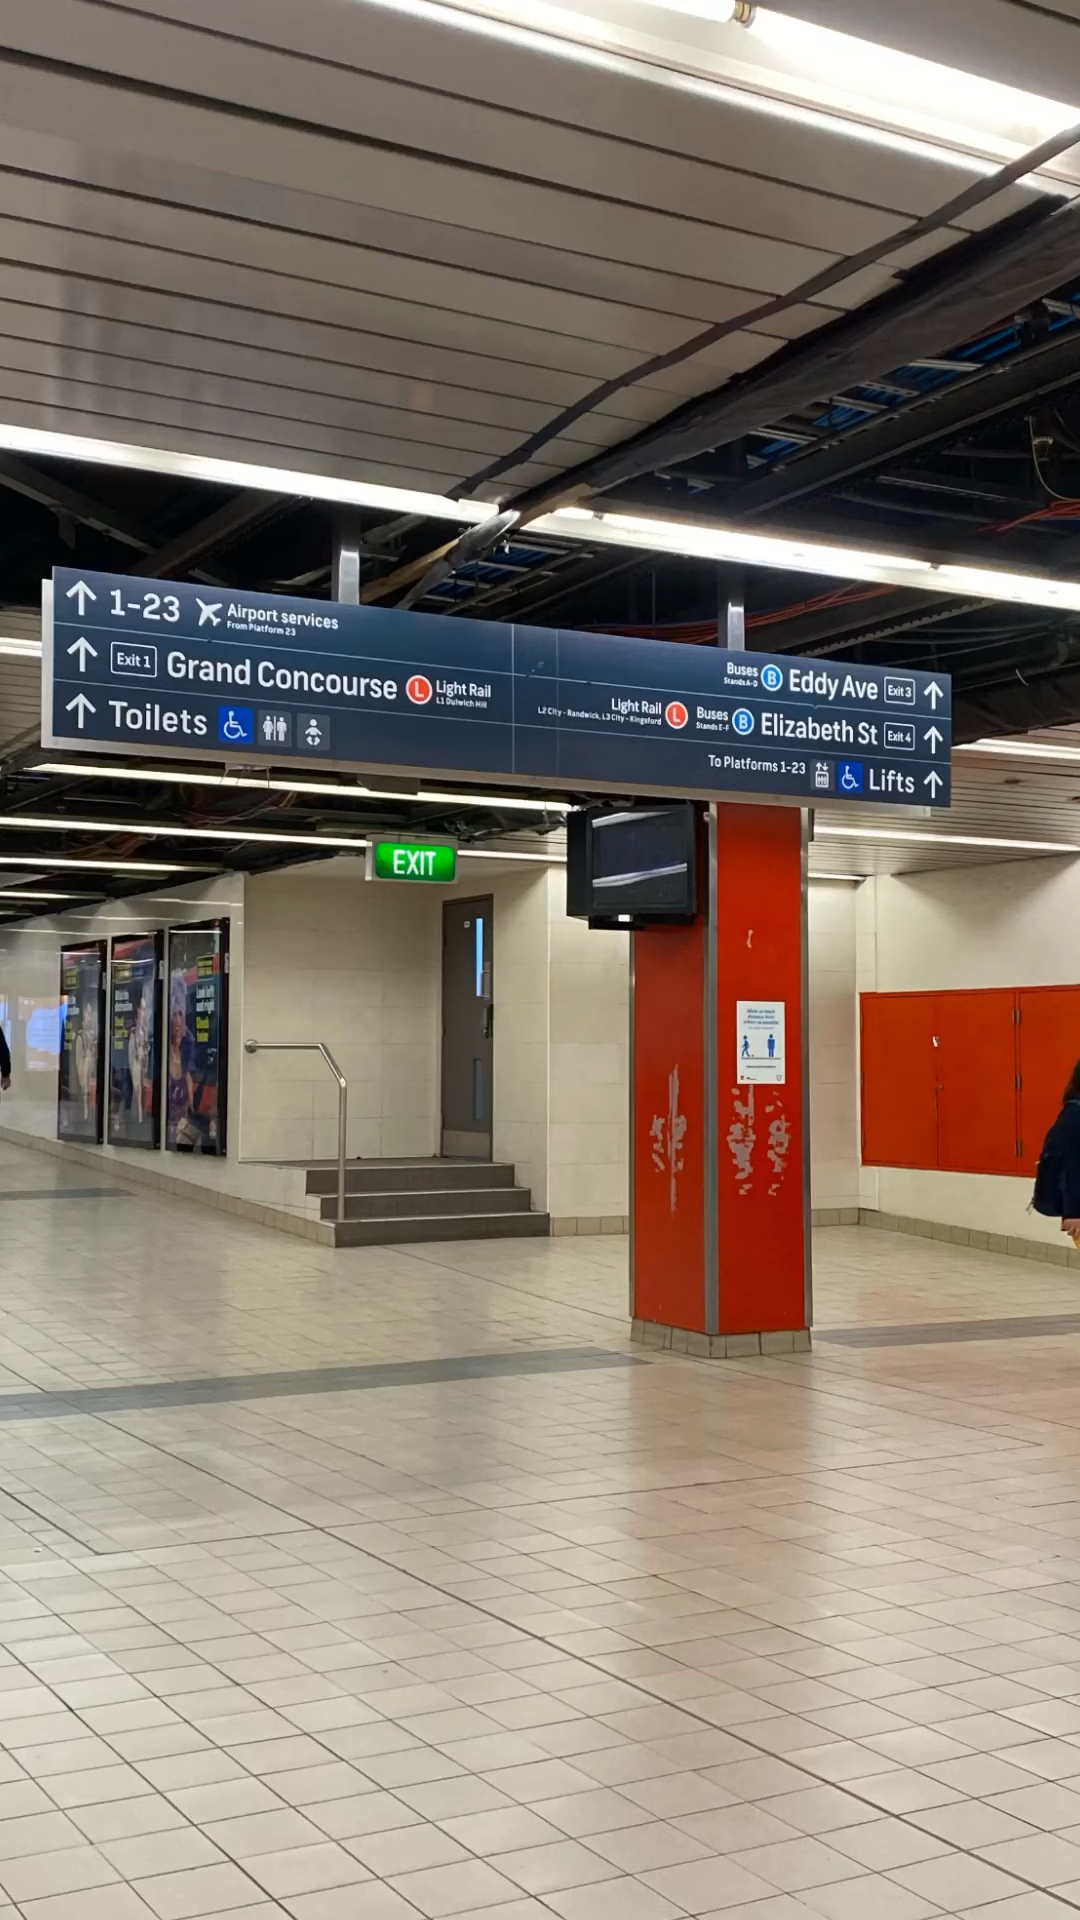 1-23 Airport services
From Platform 23
Exit 1 Grand Concourse L Light Rail
L1 Dulwich Hill
Toilets
Buses B Eddy Ave Exit 3
Stands A-D
Light Rail L Buses B Elizabeth St Exit 4
L2 City - Randwick, L3 City - Kingsford Stands E-F
To Platforms 1-23 Lifts
EXIT